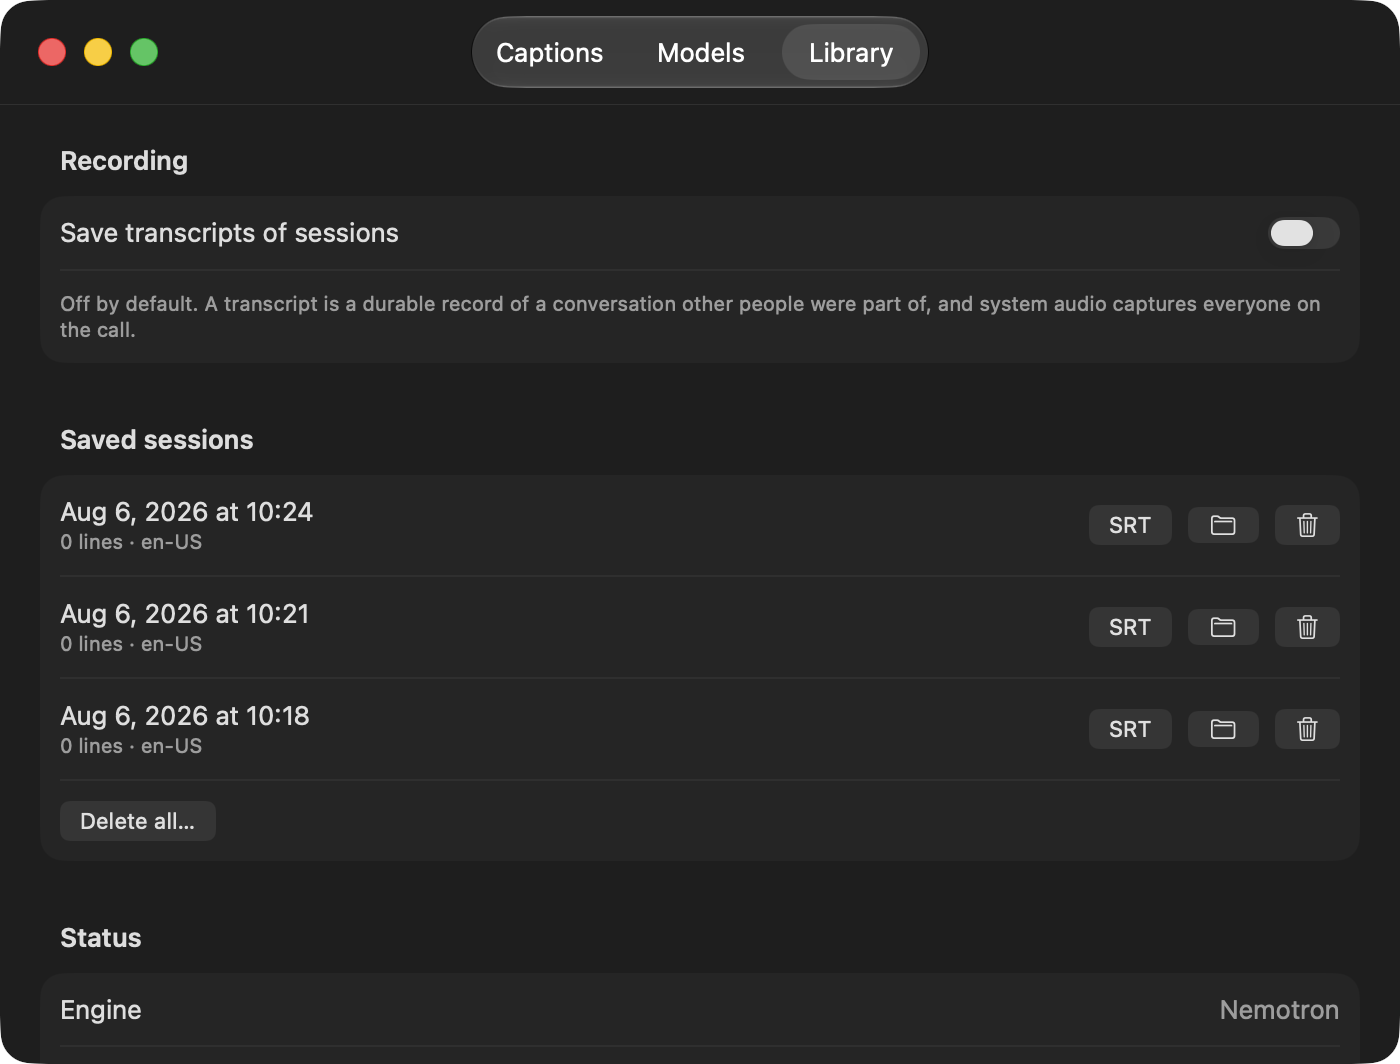 Captions
Models
Library
Recording
Save transcripts of sessions
Off by default. A transcript is a durable record of a conversation other people were part of, and system audio captures everyone on
the call.
Saved sessions
Aug 6, 2026 at 10:24
0 lines · en-US
SRT
Aug 6, 2026 at 10:21
0 lines · en-US
SRT
Aug 6, 2026 at 10:18
0 lines · en-US
SRT
Delete all...
Status
Engine
Nemotron